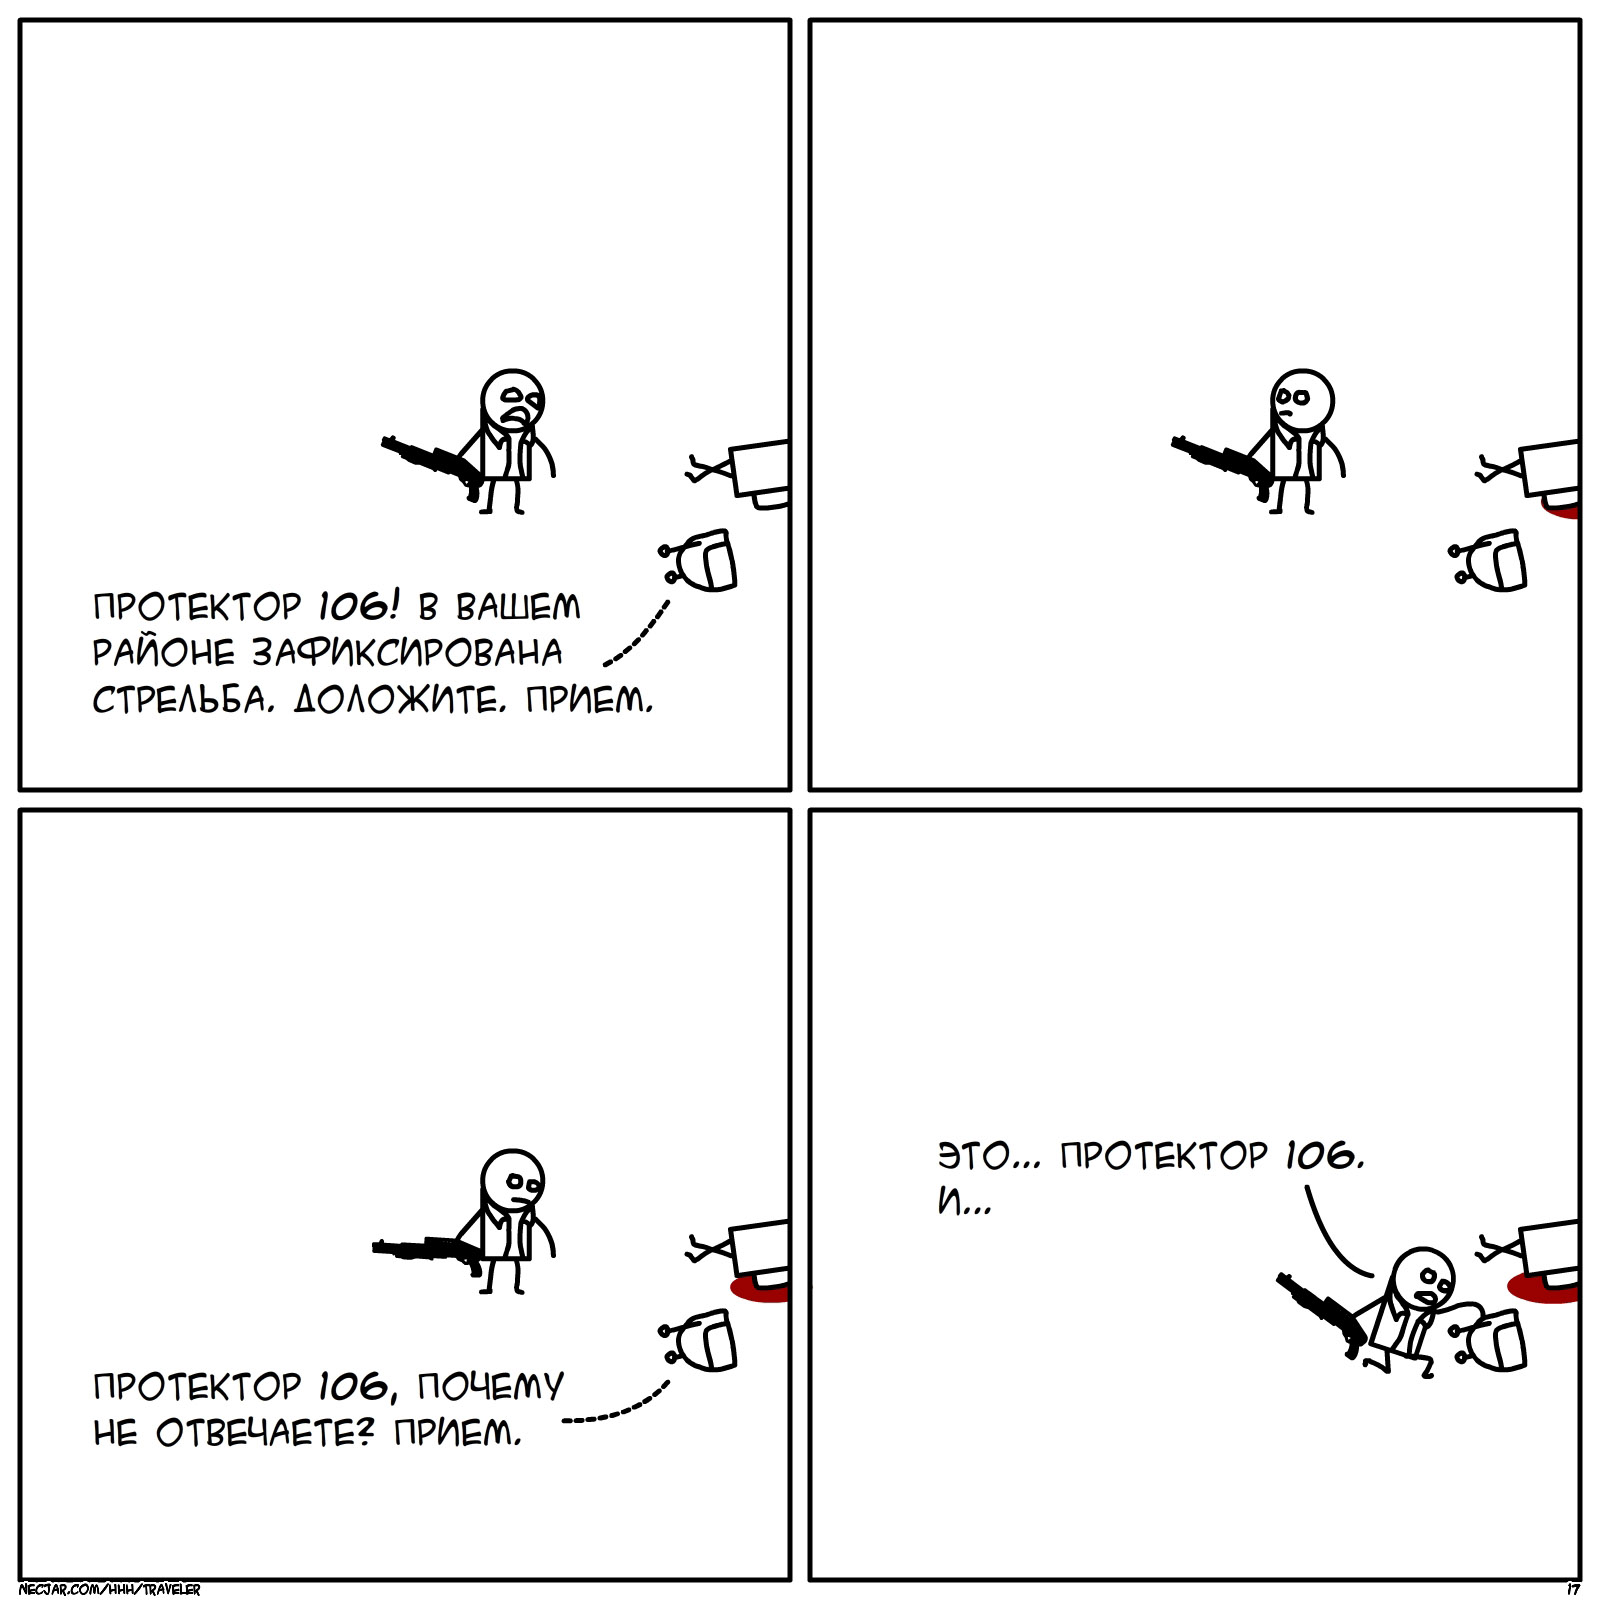 ПРОТЕКТОР 106! В ВАШЕМ
РАЙОНЕ ЗАФИКСИРОВАНА
СТРЕЛЬБА. ДОЛОЖИТЕ. ПРИЕМ.
ПРОТЕКТОР 106, ПОЧЕМУ
НЕ ОТВЕЧАЕТЕ? ПРИЕМ.
ЭТО... ПРОТЕКТОР 106.
И...
NECJAR.COM/HHH/TRAVELER
17